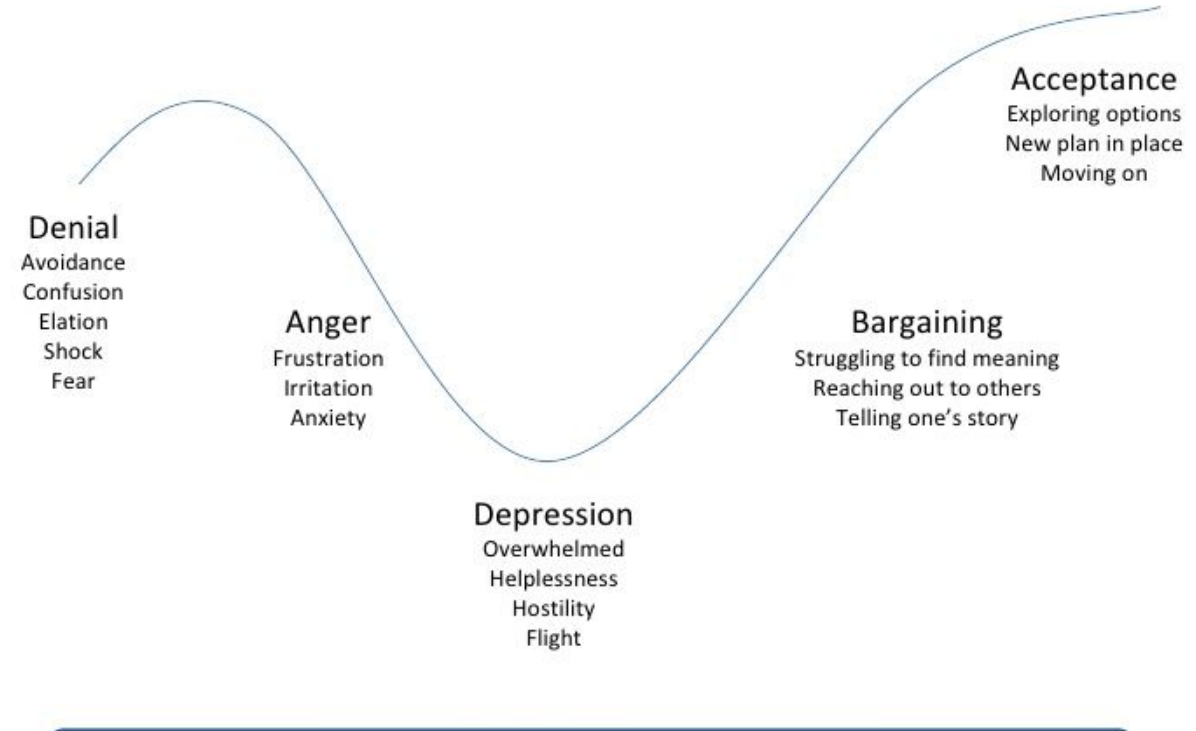 Denial
Avoidance
Confusion
Elation
Shock
Fear
Anger
Frustration
Irritation
Anxiety
Depression
Overwhelmed
Helplessness
Hostility
Flight
Bargaining
Struggling to find meaning
Reaching out to others
Telling one’s story
Acceptance
Exploring options
New plan in place
Moving on